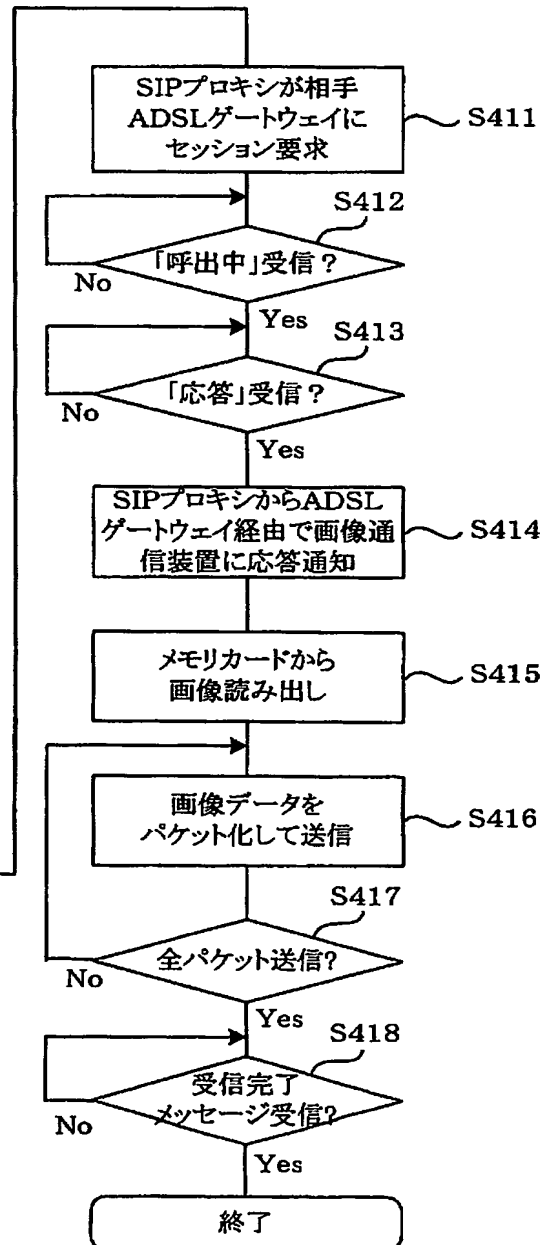 SIPプロキシが相手
ADSLゲートウェイに
セッション要求
S411
S412
「呼出中」受信？
No
Yes
S413
「応答」受信？
No
Yes
SIPプロキシからADSL
ゲートウェイ経由で画像通
信装置に応答通知
S414
メモリカードから
画像読み出し
S415
画像データを
パケット化して送信
S416
S417
全パケット送信?
No
Yes
S418
受信完了
メッセージ受信?
No
Yes
終了